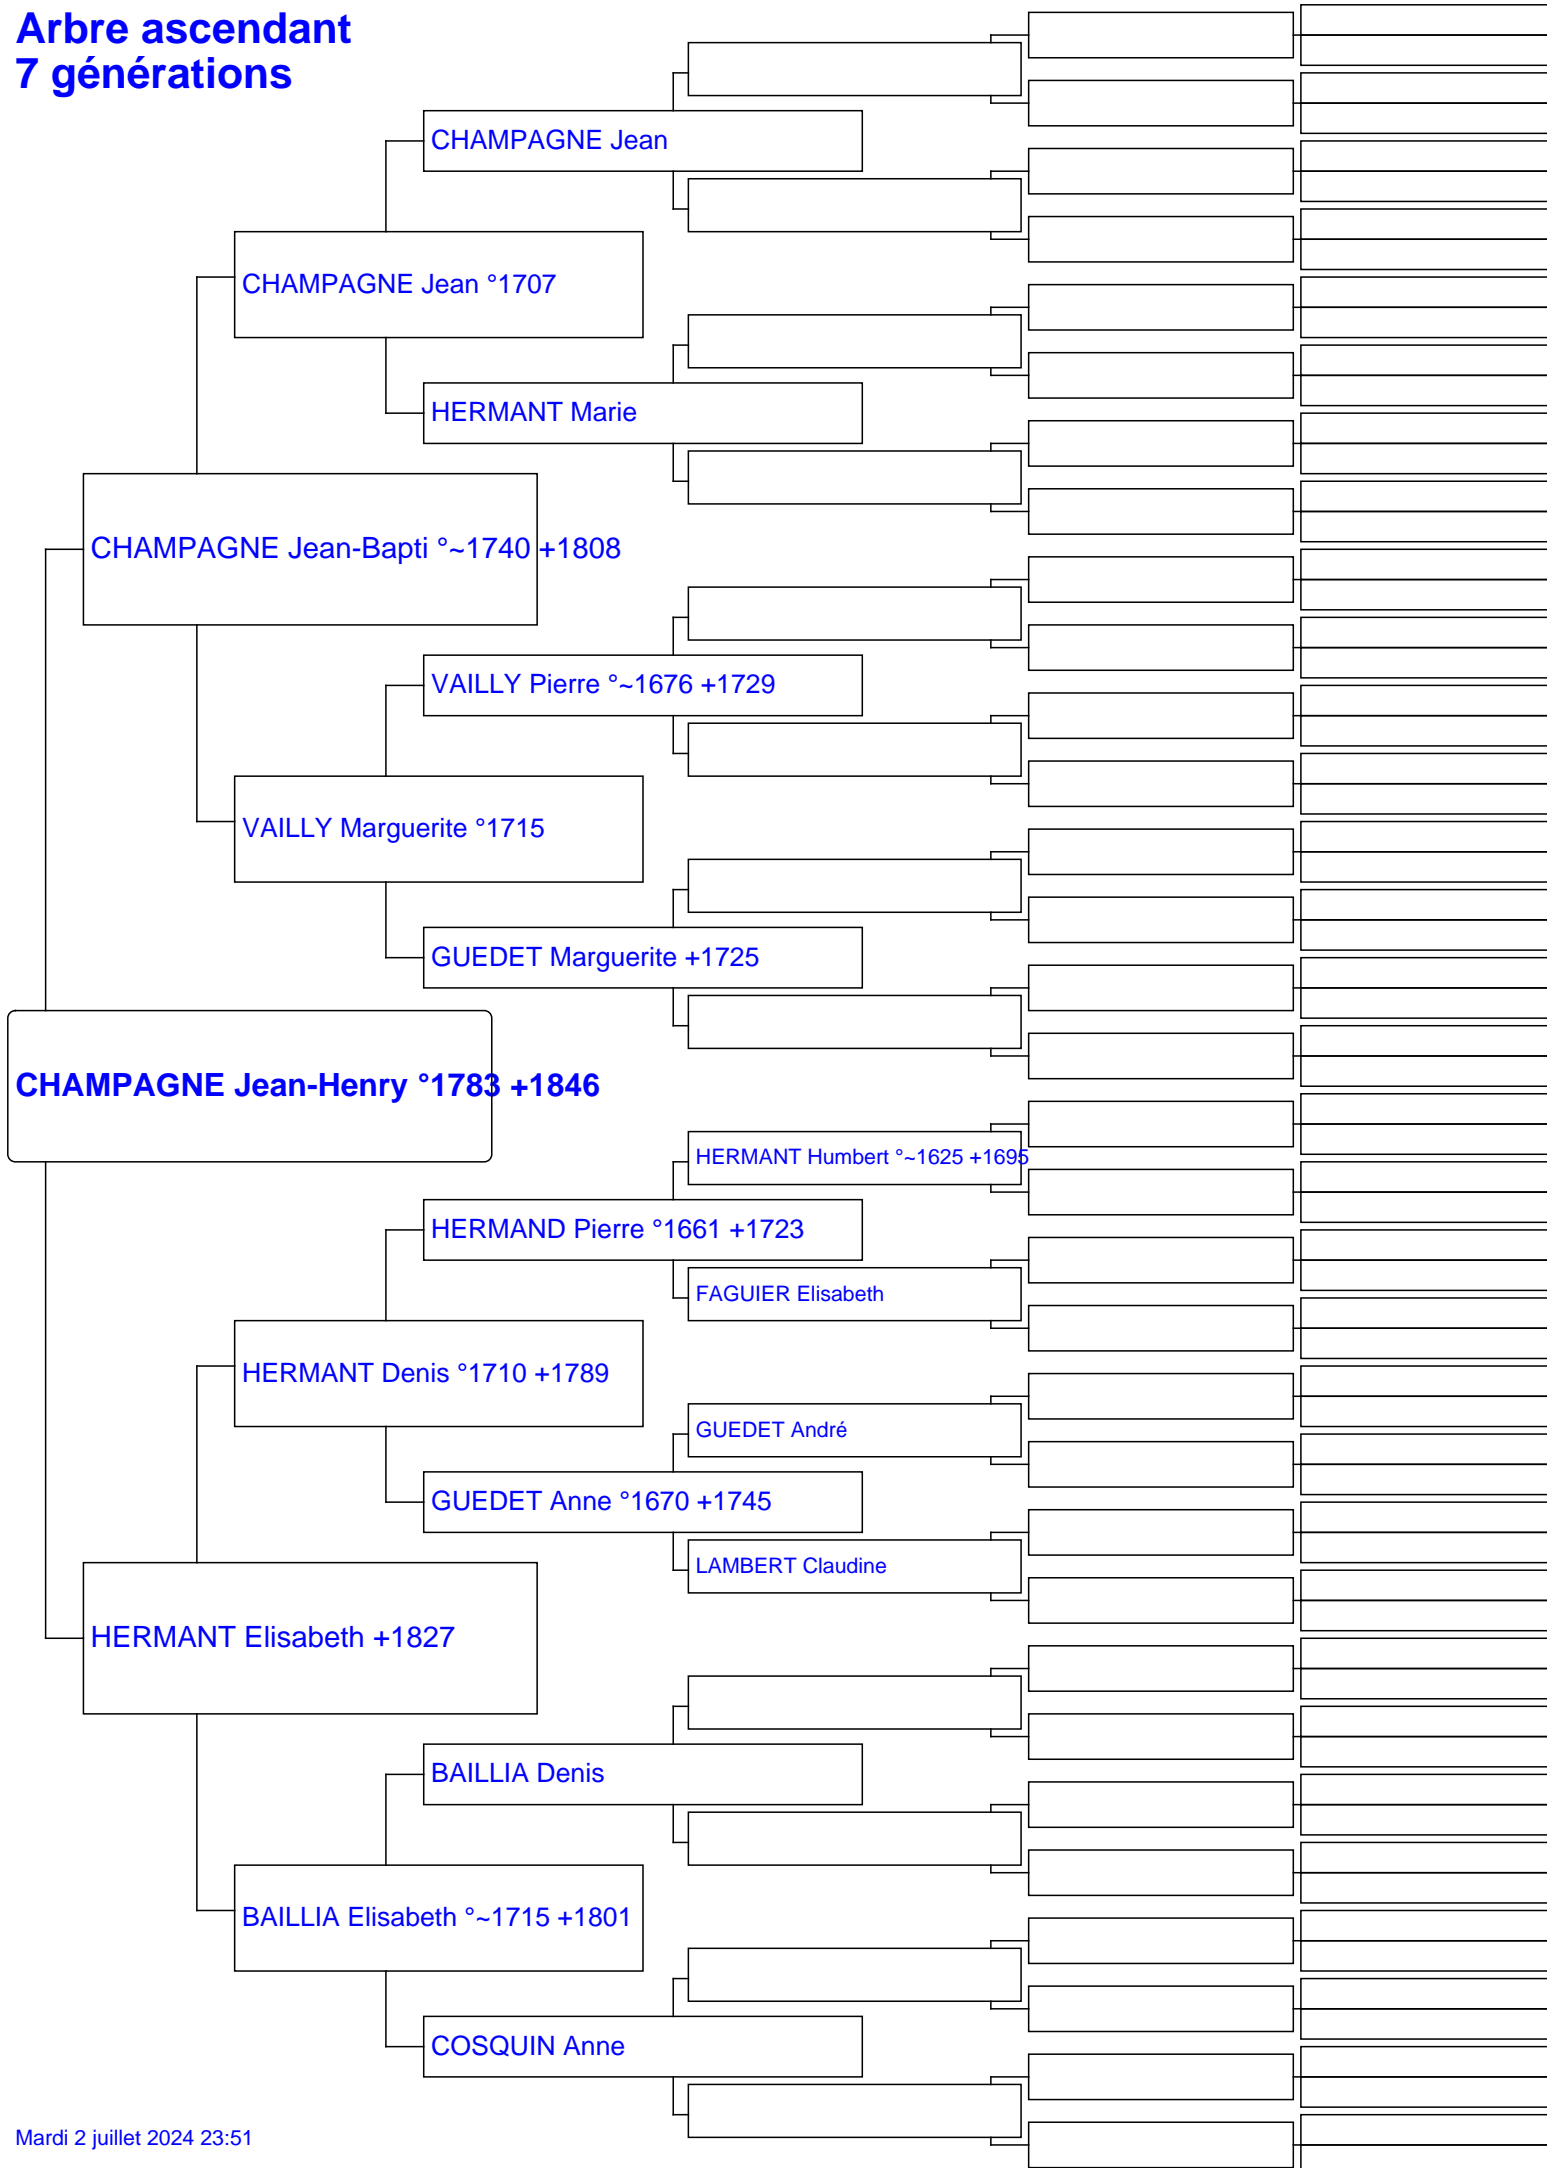 Arbre ascendant
7 générations
CHAMPAGNE Jean
CHAMPAGNE Jean °1707
HERMANT Marie
CHAMPAGNE Jean-Bapti °~1740 +1808
VAILLY Pierre °~1676 +1729
VAILLY Marguerite °1715
GUEDET Marguerite +1725
CHAMPAGNE Jean-Henry °1783 +1846
HERMANT Humbert °~1625 +1695
HERMAND Pierre °1661 +1723
FAGUIER Elisabeth
HERMANT Denis °1710 +1789
GUEDET André
GUEDET Anne °1670 +1745
LAMBERT Claudine
HERMANT Elisabeth +1827
BAILLIA Denis
BAILLIA Elisabeth °~1715 +1801
COSQUIN Anne
Mardi 2 juillet 2024 23:51